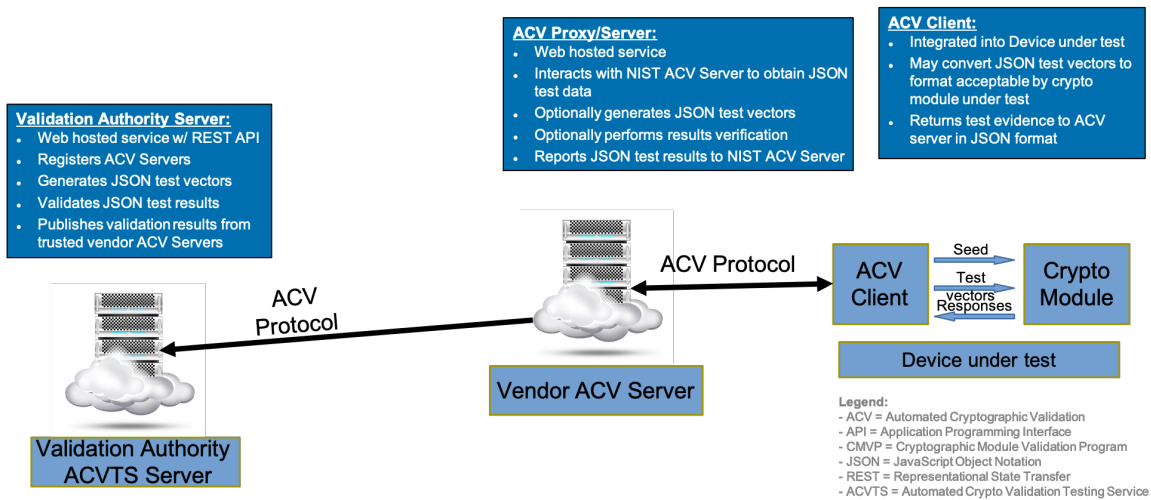 ACV Proxy/Server:
• Web hosted service
• Interacts with NIST ACV Server to obtain JSON
test data
• Optionally generates JSON test vectors
• Optionally performs results verification
• Reports JSON test results to NIST ACV Server
ACV Client:
• Integrated into Device under test
• May convert JSON test vectors to
format acceptable by crypto
module under test
• Returns test evidence to ACV
server in JSON format
Validation Authority Server:
• Web hosted service w/ REST API
• Registers ACV Servers
• Generates JSON test vectors
• Validates JSON test results
• Publishes validation results from
trusted vendor ACV Servers
ACV
Protocol
ACV Protocol
ACV
Client
Seed
Test
vectors
Responses
Crypto
Module
Device under test
Vendor ACV Server
Validation Authority
ACVTS Server
Legend:
- ACV = Automated Cryptographic Validation
- API = Application Programming Interface
- CMVP = Cryptographic Module Validation Program
- JSON = JavaScript Object Notation
- REST = Representational State Transfer
- ACVTS = Automated Crypto Validation Testing Service